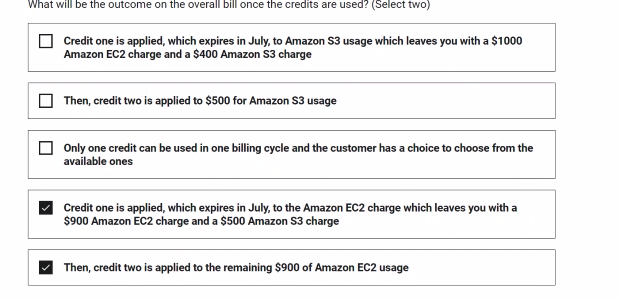 What will be the outcome on the overall bill once the credits are used? (Select two)
Credit one is applied, which expires in July, to Amazon S3 usage which leaves you with a $1000
Amazon EC2 charge and a $400 Amazon S3 charge
Then, credit two is applied to $500 for Amazon S3 usage
Only one credit can be used in one billing cycle and the customer has a choice to choose from the
available ones
Credit one is applied, which expires in July, to the Amazon EC2 charge which leaves you with a
$900 Amazon EC2 charge and a $500 Amazon S3 charge
Then, credit two is applied to the remaining $900 of Amazon EC2 usage